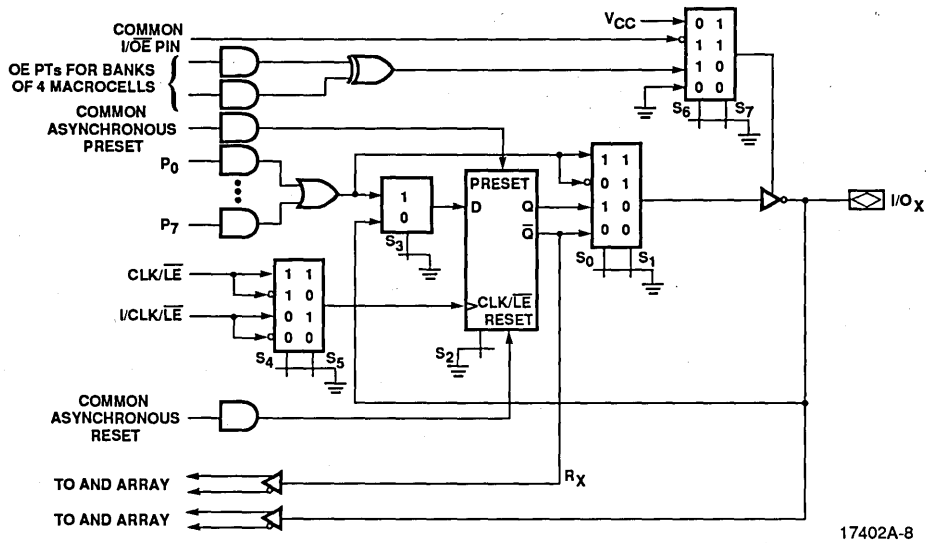 COMMON
I/OE PIN
OE PTs FOR BANKS
OF 4 MACROCELLS
COMMON
ASYNCHRONOUS
PRESET
P0
P7
VCC
0 1
1 1
1 0
0 0
S6 S7
PRESET
D Q
Q
CLK/LE
RESET
1
0
S3
1 1
0 1
1 0
0 0
S0 S1
I/OX
CLK/LE
I/CLK/LE
1 1
1 0
0 1
0 0
S4 S5
S2
COMMON
ASYNCHRONOUS
RESET
RX
TO AND ARRAY
TO AND ARRAY
17402A-8